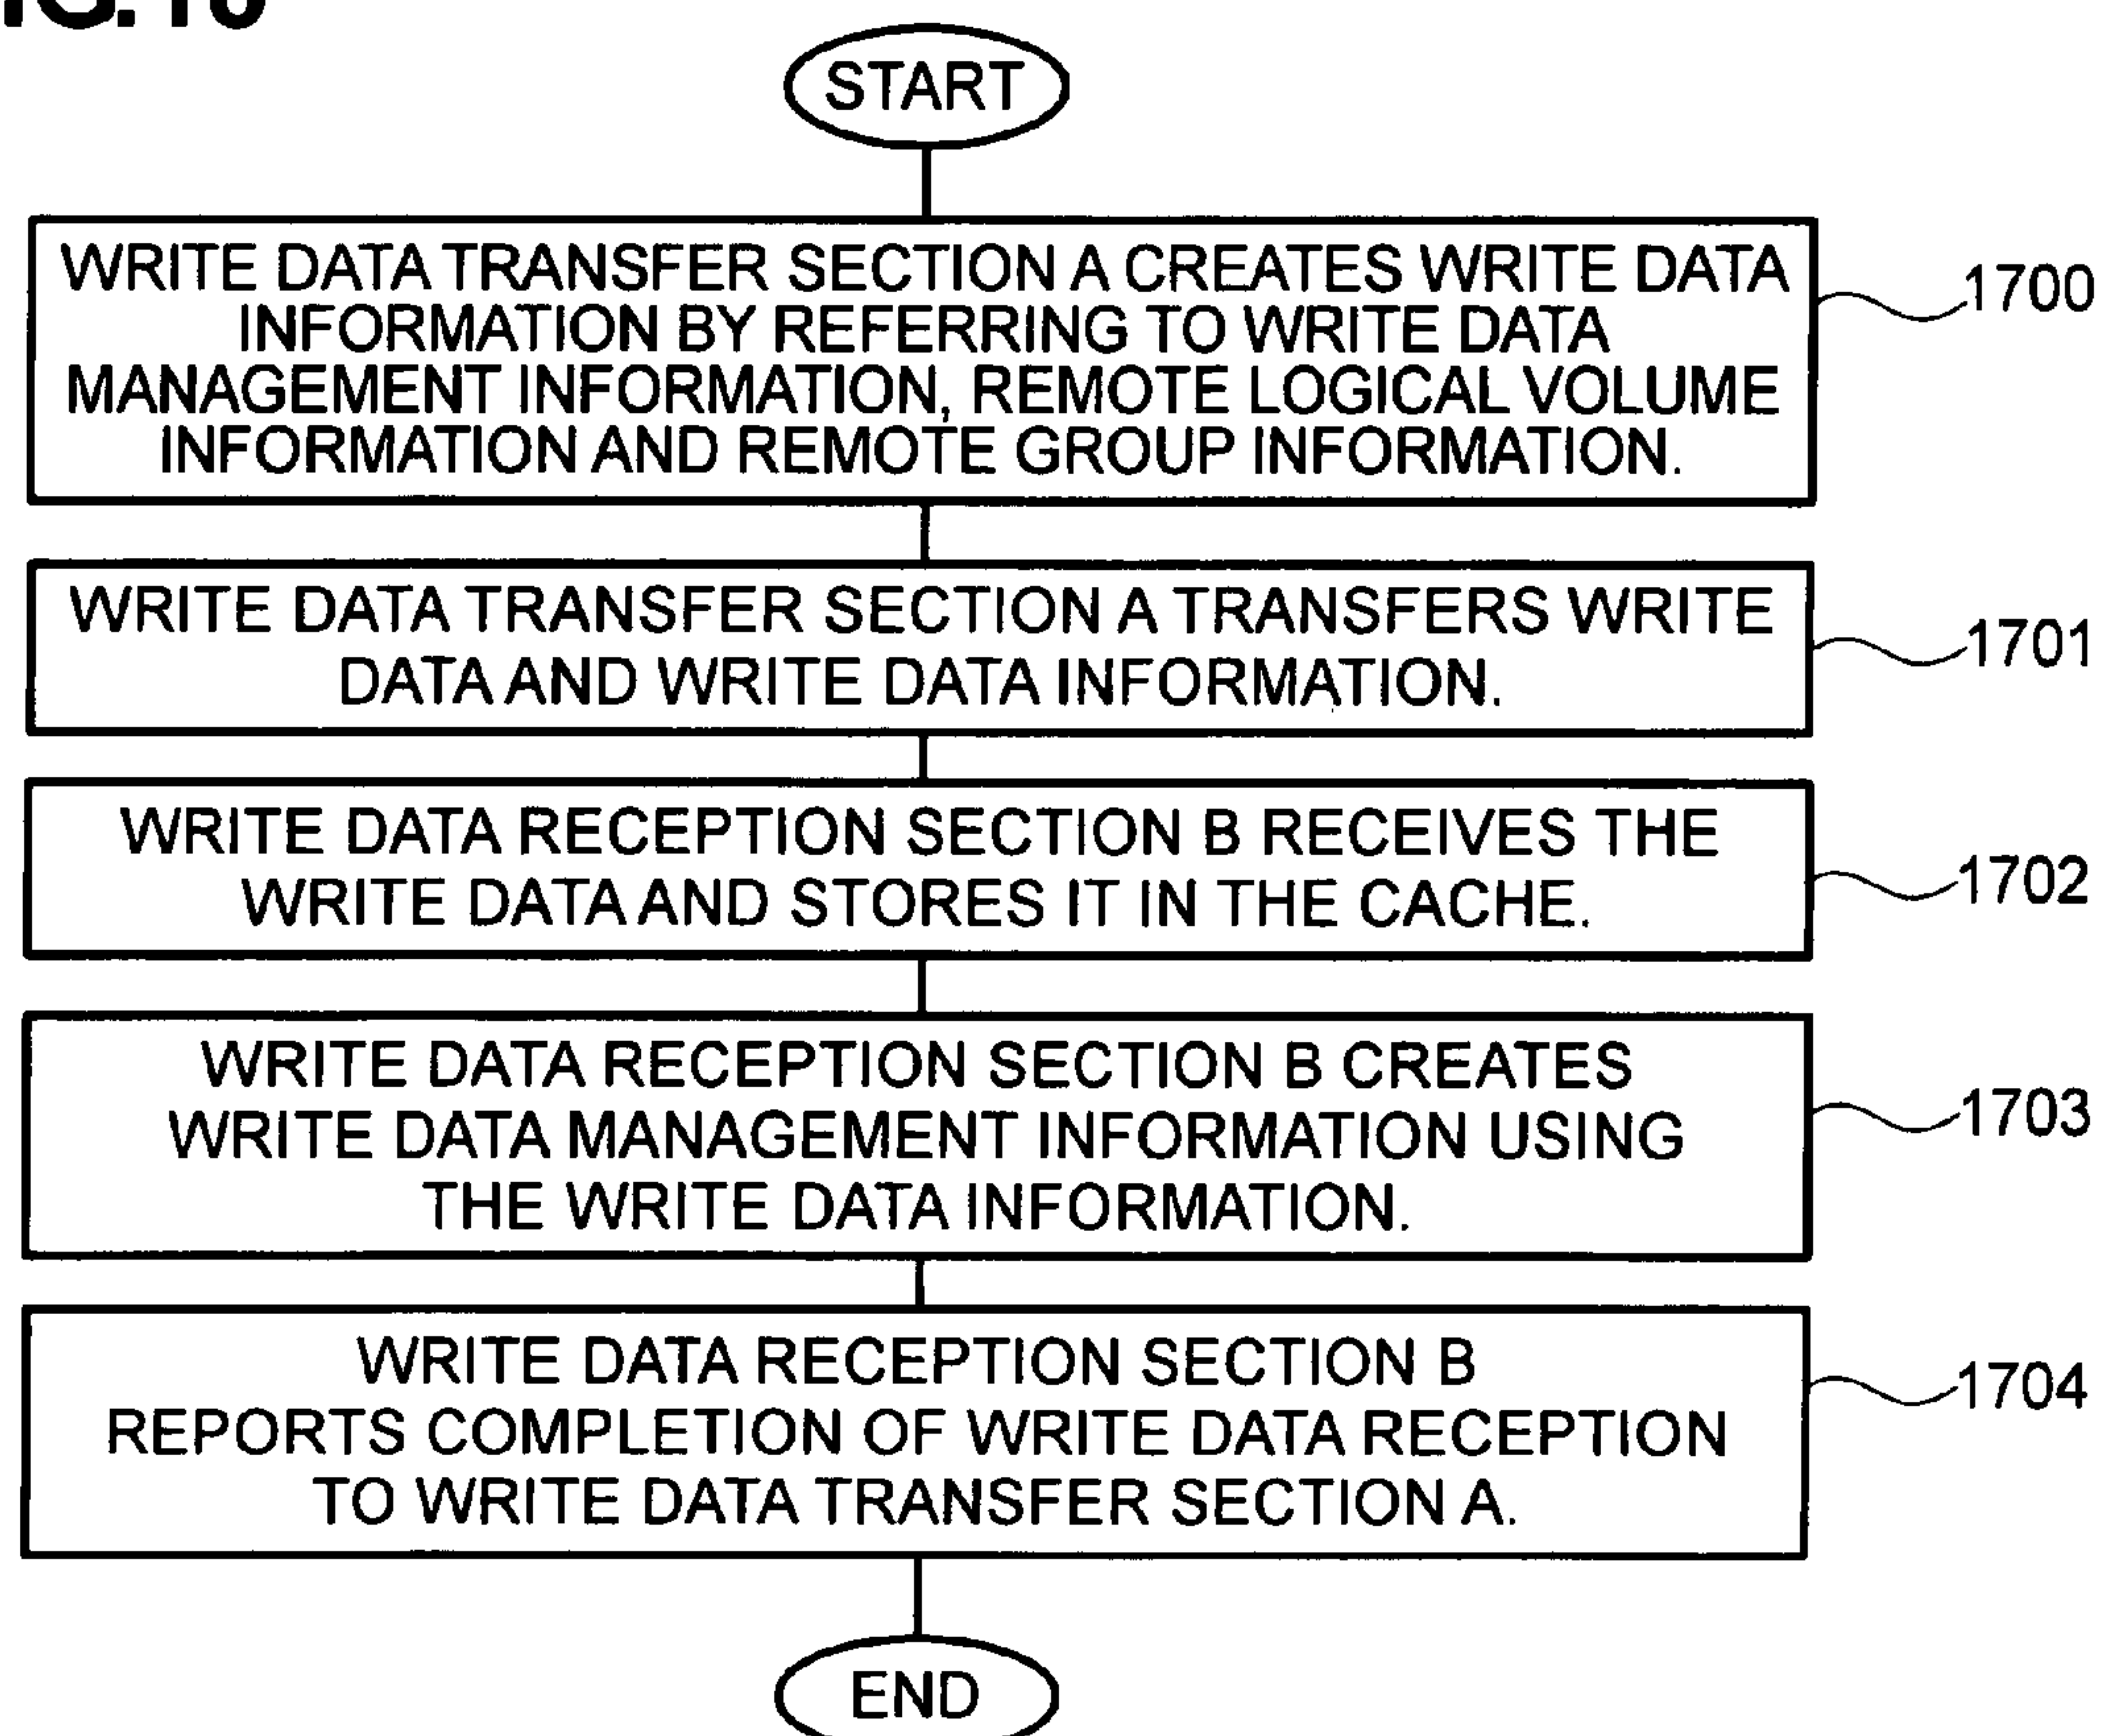 START
WRITE DATA TRANSFER SECTION A CREATES WRITE DATA
INFORMATION BY REFERRING TO WRITE DATA
MANAGEMENT INFORMATION, REMOTE LOGICAL VOLUME
INFORMATION AND REMOTE GROUP INFORMATION.
1700
WRITE DATA TRANSFER SECTION A TRANSFERS WRITE
DATA AND WRITE DATA INFORMATION.
1701
WRITE DATA RECEPTION SECTION B RECEIVES THE
WRITE DATA AND STORES IT IN THE CACHE.
1702
WRITE DATA RECEPTION SECTION B CREATES
WRITE DATA MANAGEMENT INFORMATION USING
THE WRITE DATA INFORMATION.
1703
WRITE DATA RECEPTION SECTION B
REPORTS COMPLETION OF WRITE DATA RECEPTION
TO WRITE DATA TRANSFER SECTION A.
1704
END